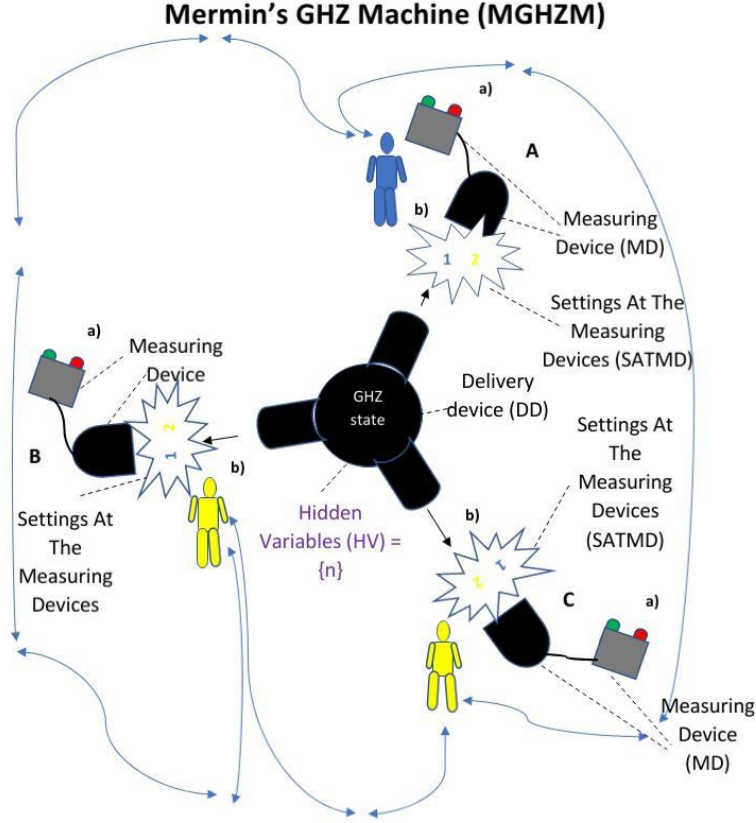 Mermin's GHZ Machine (MGHZM)
a)
A
b)
1 2
Measuring
Device (MD)
Settings At The
Measuring
Devices (SATMD)
a)
Measuring
Device
2
1
B
b)
Settings At
The
Measuring
Devices
GHZ
state
Delivery
device (DD)
Hidden
Variables (HV) =
{n}
Settings At
The
Measuring
Devices
(SATMD)
b)
2 1
C
a)
Measuring
Device
(MD)